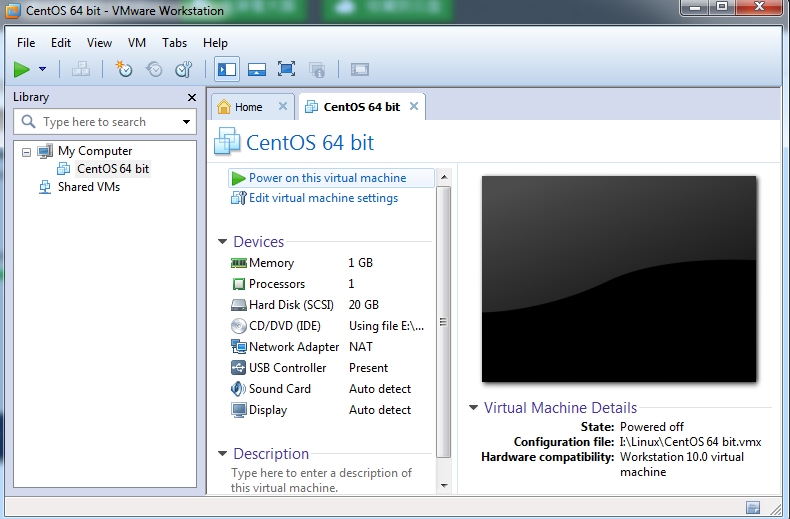 CentOS 64 bit - VMware Workstation
File Edit View VM Tabs Help
Library
Type here to search
My Computer
CentOS 64 bit
Shared VMs
Home
CentOS 64 bit
CentOS 64 bit
Power on this virtual machine
Edit virtual machine settings
Devices
Memory 1 GB
Processors 1
Hard Disk (SCSI) 20 GB
CD/DVD (IDE) Using file E:\...
Network Adapter NAT
USB Controller Present
Sound Card Auto detect
Display Auto detect
Description
Type here to enter a description of
this virtual machine.
Virtual Machine Details
State: Powered off
Configuration file: I:\Linux\CentOS 64 bit.vmx
Hardware compatibility: Workstation 10.0 virtual
machine